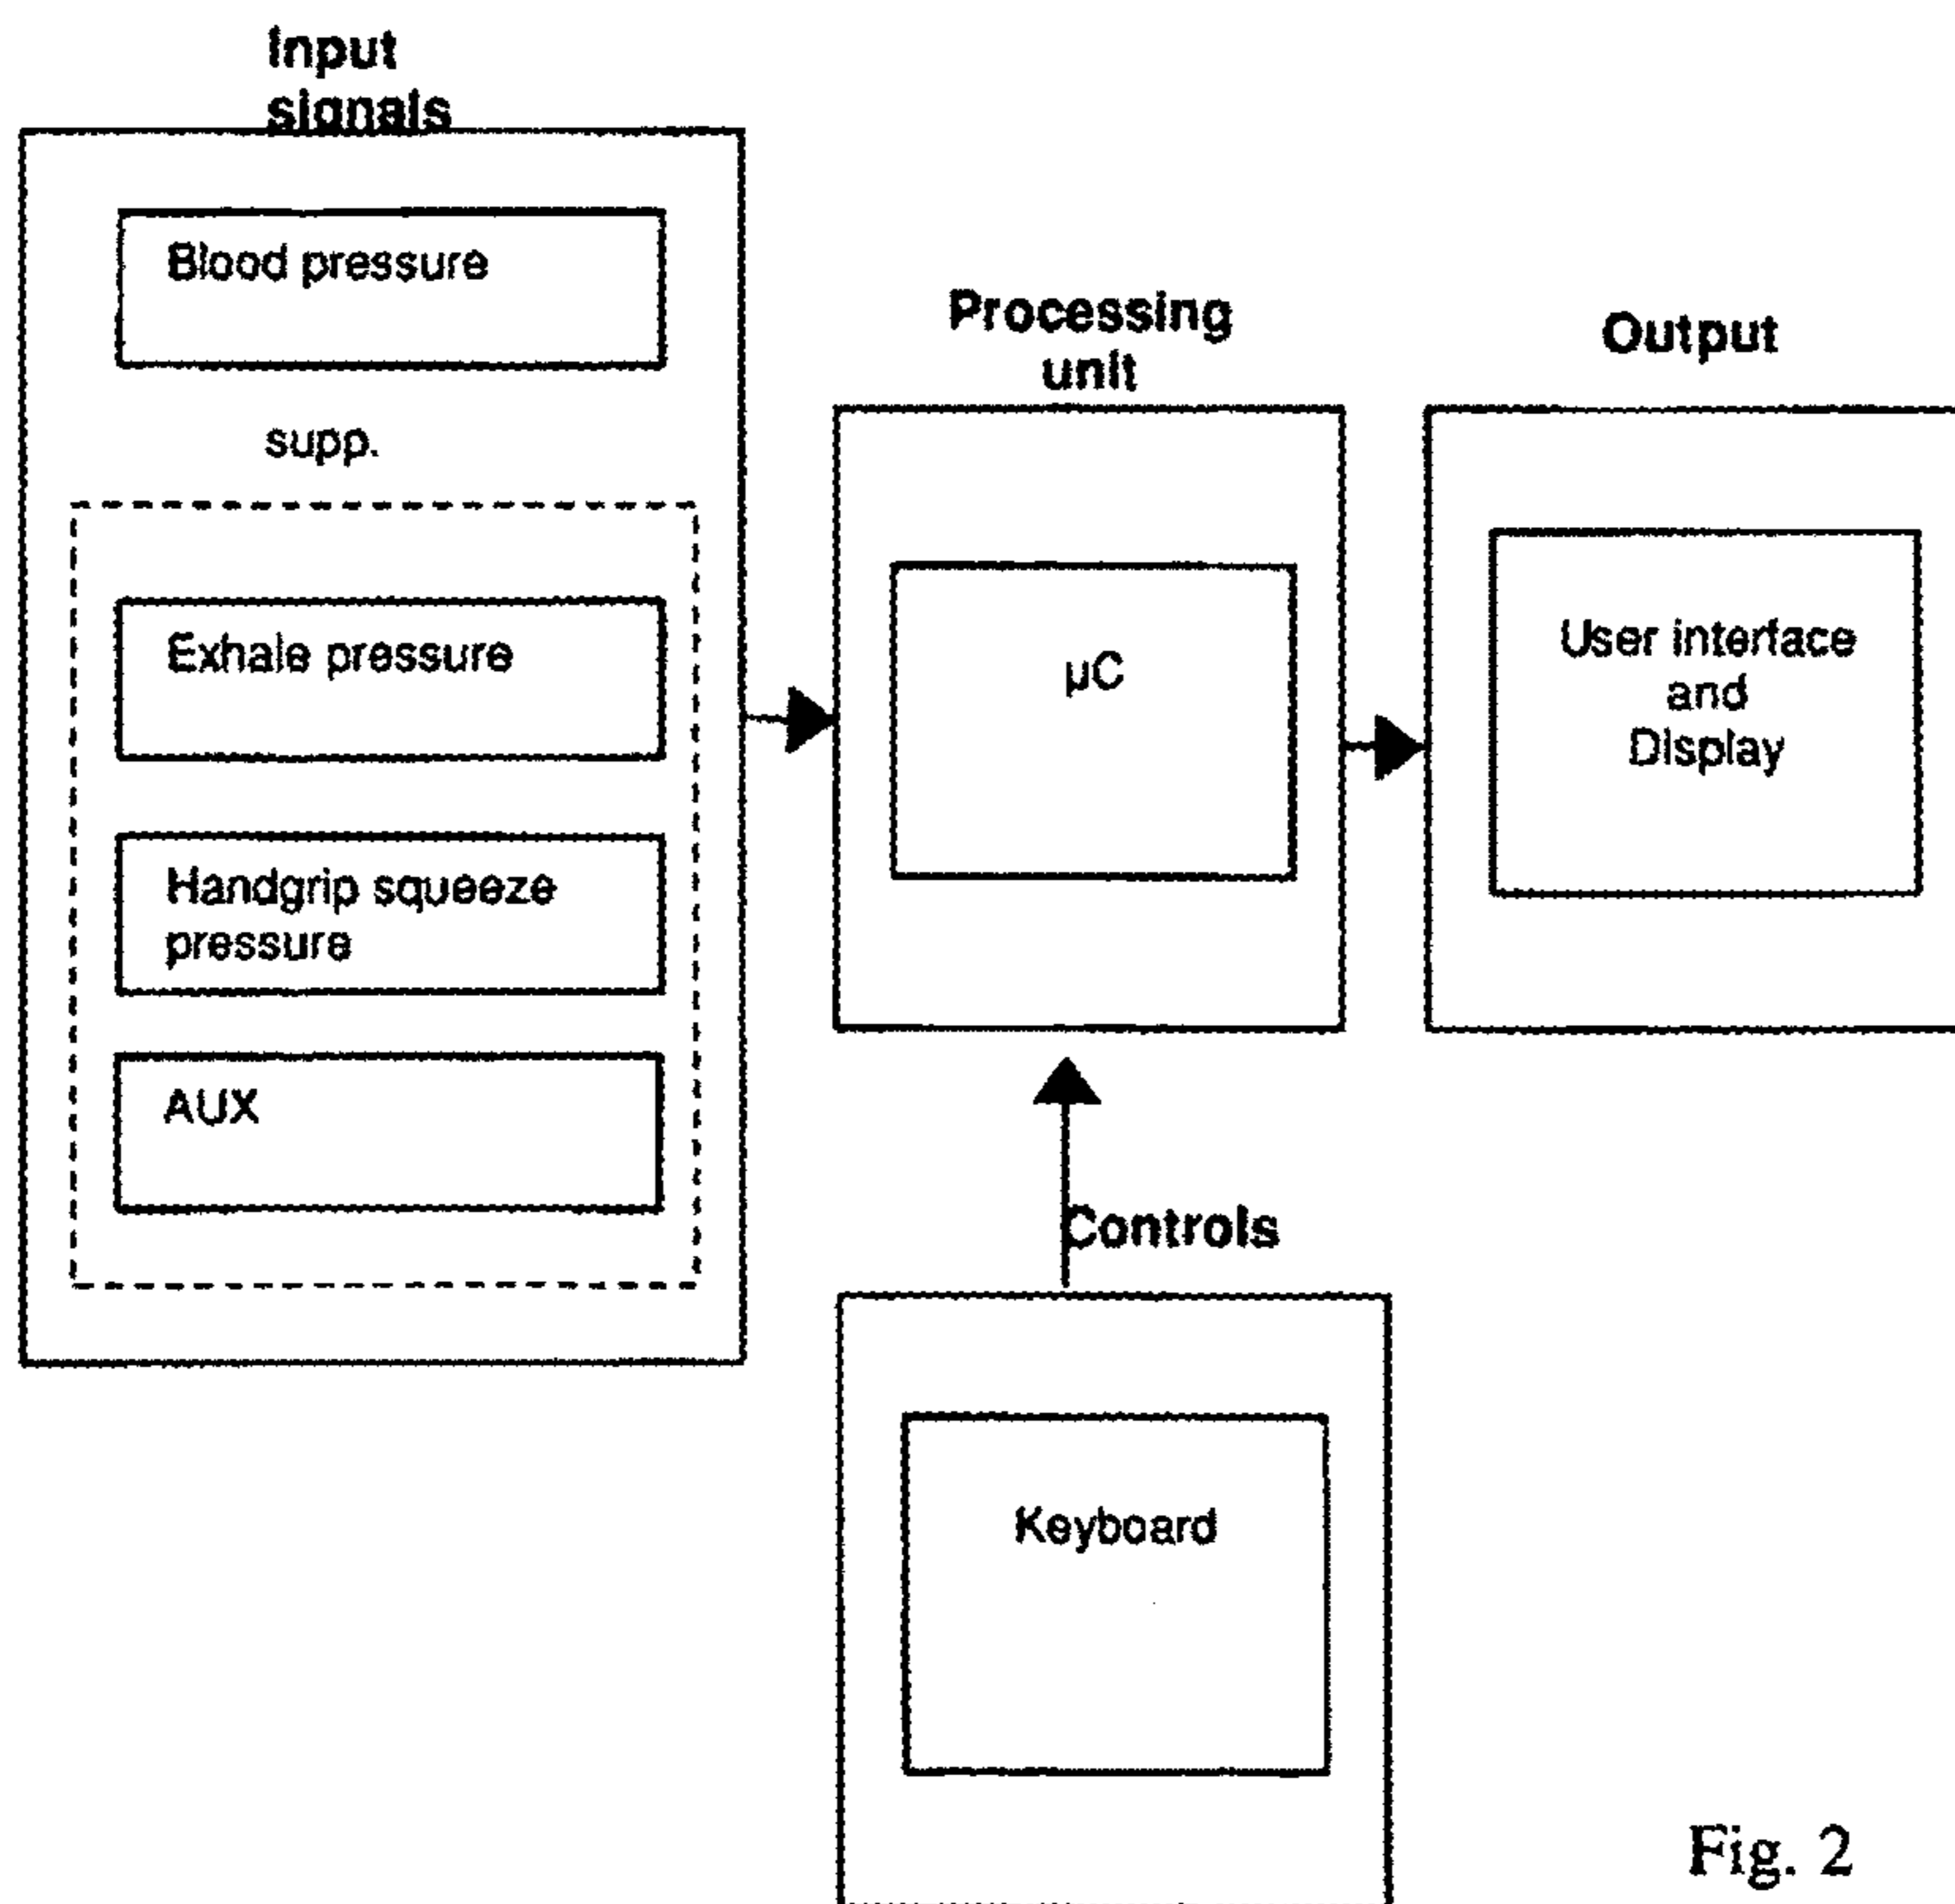 Input
signals
Blood pressure
supp.
Exhale pressure
Handgrip squeeze
pressure
AUX
Processing
unit
µC
Output
User interface
and
Display
Controls
Keyboard
Fig. 2